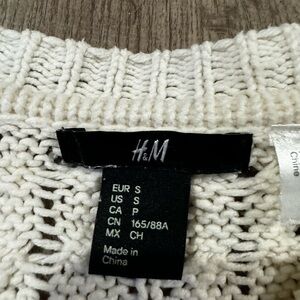 H&M
EUR S
US S
CA P
CN 165/88A
MX CH
Made in
China
China